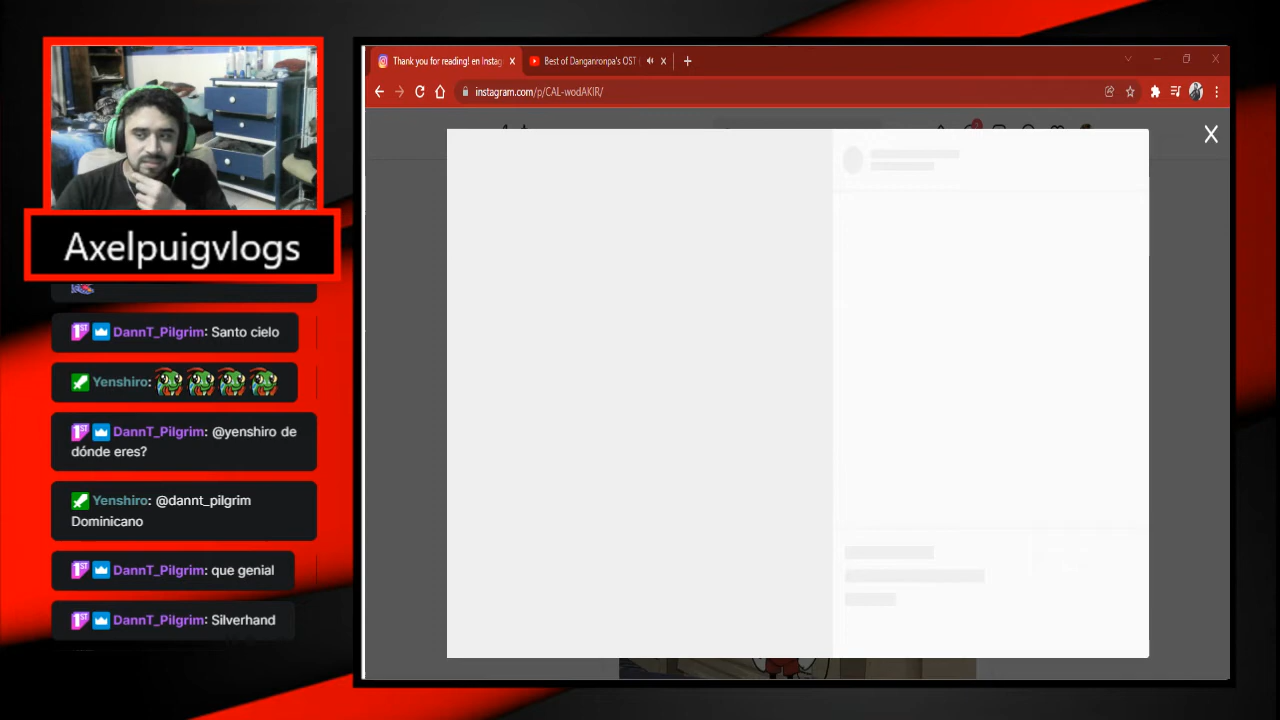 Thank you for reading! en Instag
Best of Danganronpa's OST
instagram.com/p/CAL-wodAKIR/
Axelpuigvlogs
DannT_Pilgrim: Santo cielo
Yenshiro:
DannT_Pilgrim: @yenshiro de
dónde eres?
Yenshiro: @dannt_pilgrim
Dominicano
DannT_Pilgrim: que genial
DannT_Pilgrim: Silverhand